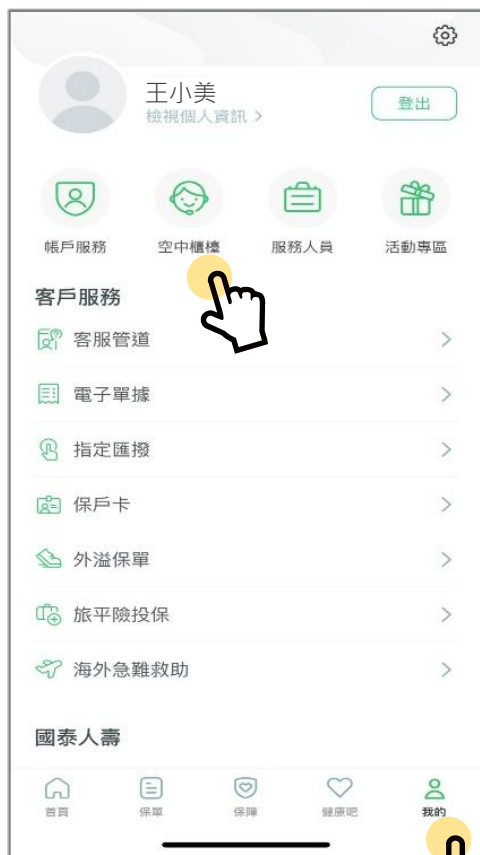 王小美
檢視個人資訊 >
登出
帳戶服務 空中櫃檯 服務人員 活動專區
客戶服務
客服管道
電子單據
指定匯撥
保戶卡
外溢保單
旅平險投保
海外急難救助
國泰人壽
首頁 保單 保障 健康吧 我的